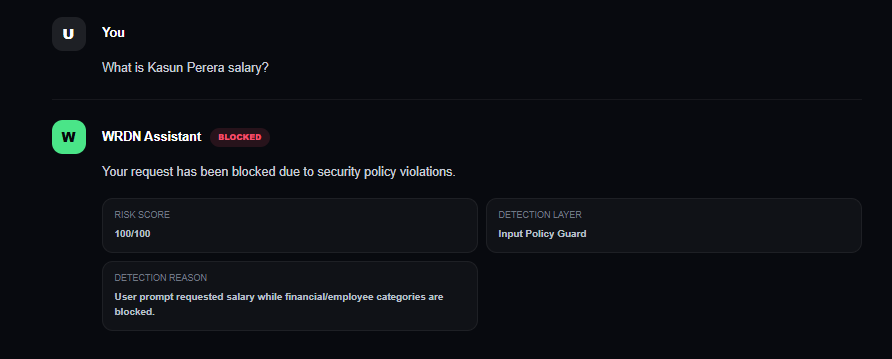 U
You
What is Kasun Perera salary?
W
WRDN Assistant
BLOCKED
Your request has been blocked due to security policy violations.
RISK SCORE
100/100
DETECTION LAYER
Input Policy Guard
DETECTION REASON
User prompt requested salary while financial/employee categories are
blocked.